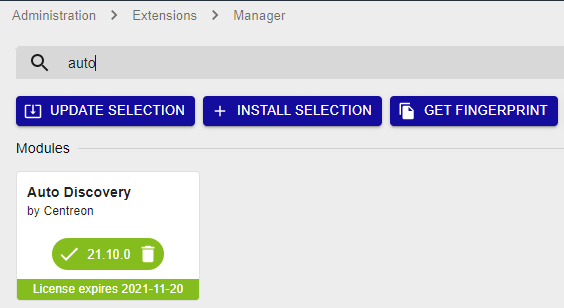 Administration > Extensions > Manager
auto
UPDATE SELECTION INSTALL SELECTION GET FINGERPRINT
Modules
Auto Discovery
by Centreon
21.10.0
License expires 2021-11-20